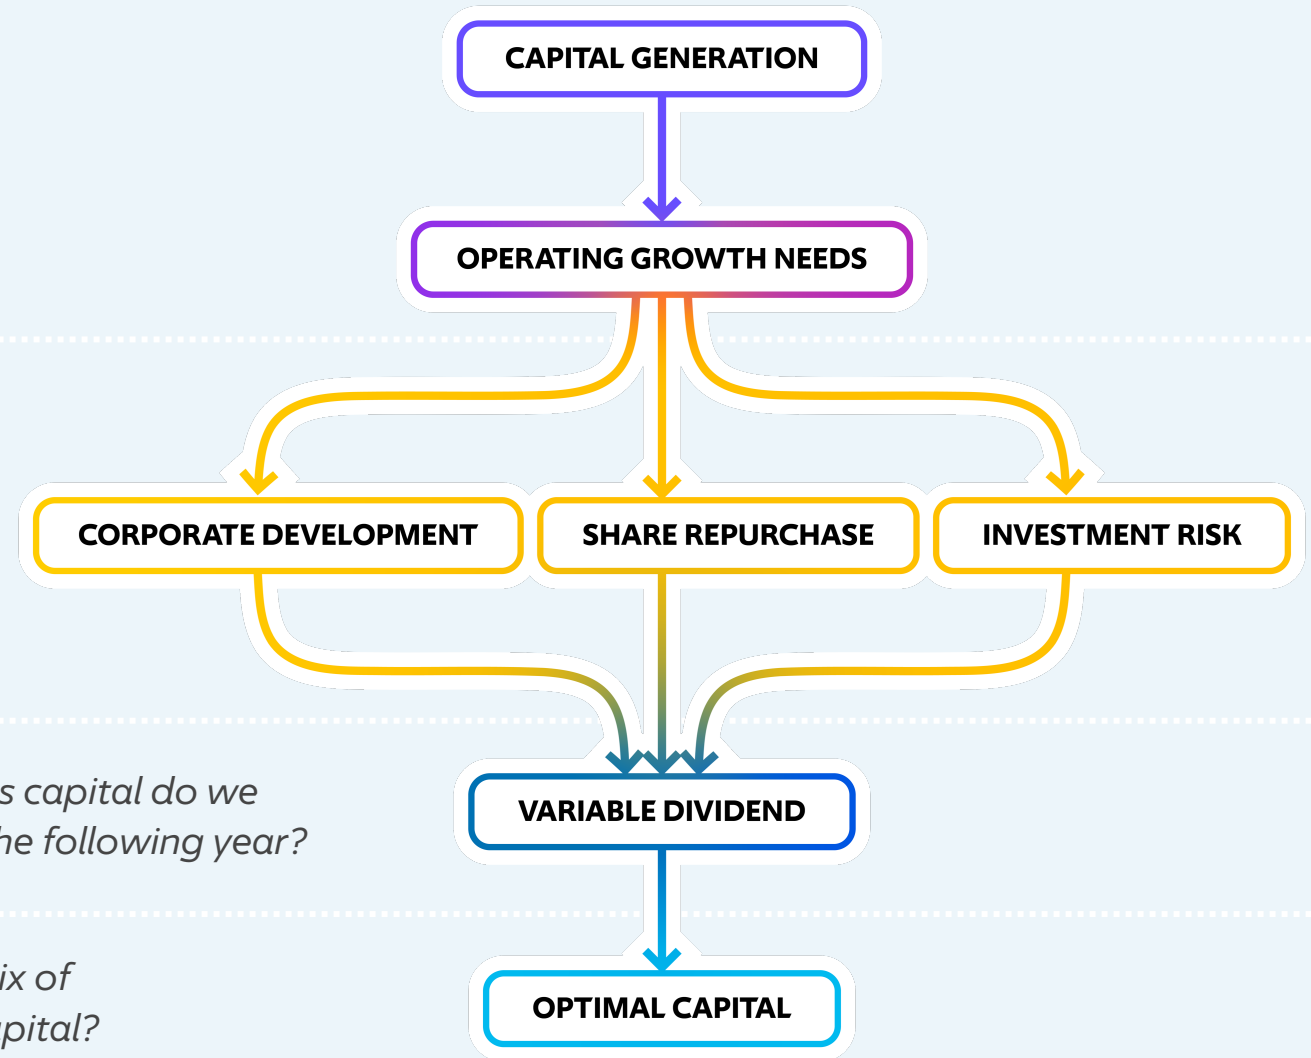 CAPITAL GENERATION
OPERATING GROWTH NEEDS
CORPORATE DEVELOPMENT
SHARE REPURCHASE
INVESTMENT RISK
s capital do we
VARIABLE DIVIDEND
he following year?
ix of
OPTIMAL CAPITAL
pital?